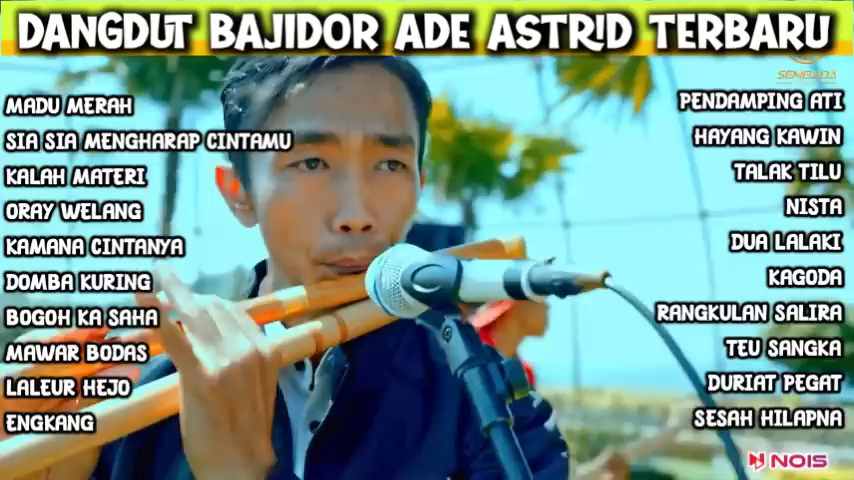 DANGDUT BAJIDOR ADE ASTRID TERBARU
SEMBADA
MADU MERAH
SIA SIA MENGHARAP CINTAMU
KALAH MATERI
ORAY WELANG
KAMANA CINTANYA
DOMBA KURING
BOGOH KA SAHA
MAWAR BODAS
LALEUR HEJO
ENGKANG
PENDAMPING ATI
HAYANG KAWIN
TALAK TILU
NISTA
DUA LALAKI
KAGODA
RANGKULAN SALIRA
TEU SANGKA
DURIAT PEGAT
SESAH HILAPNA
NOIS